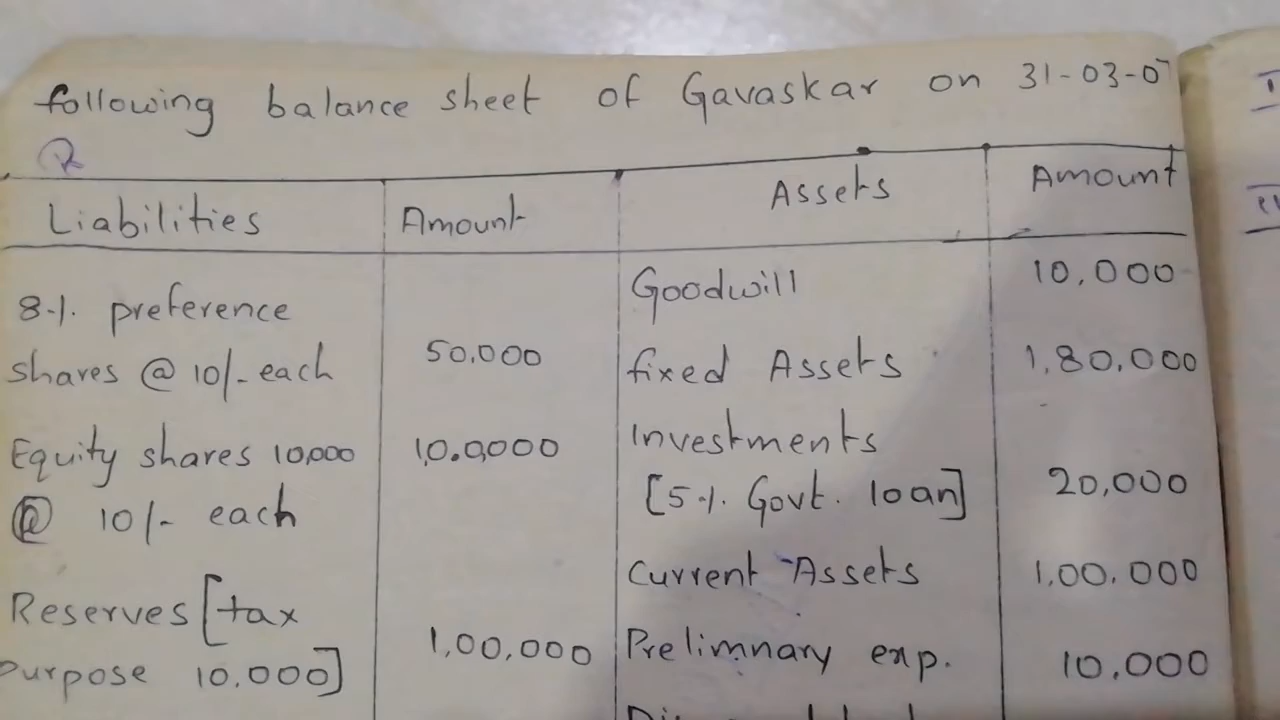 following balance sheet of Gavaskar on 31-03-07
Liabilities Amount Assets Amount
8% preference
shares @ 10/- each 50,000
Equity shares 10,000 10,0,000
@ 10/- each
Reserves [tax
purpose 10,000] 1,00,000
Goodwill 10,000
fixed Assets 1,80,000
Investments
[5% Govt. loan] 20,000
Current Assets 1,00,000
Prelimnary exp. 10,000